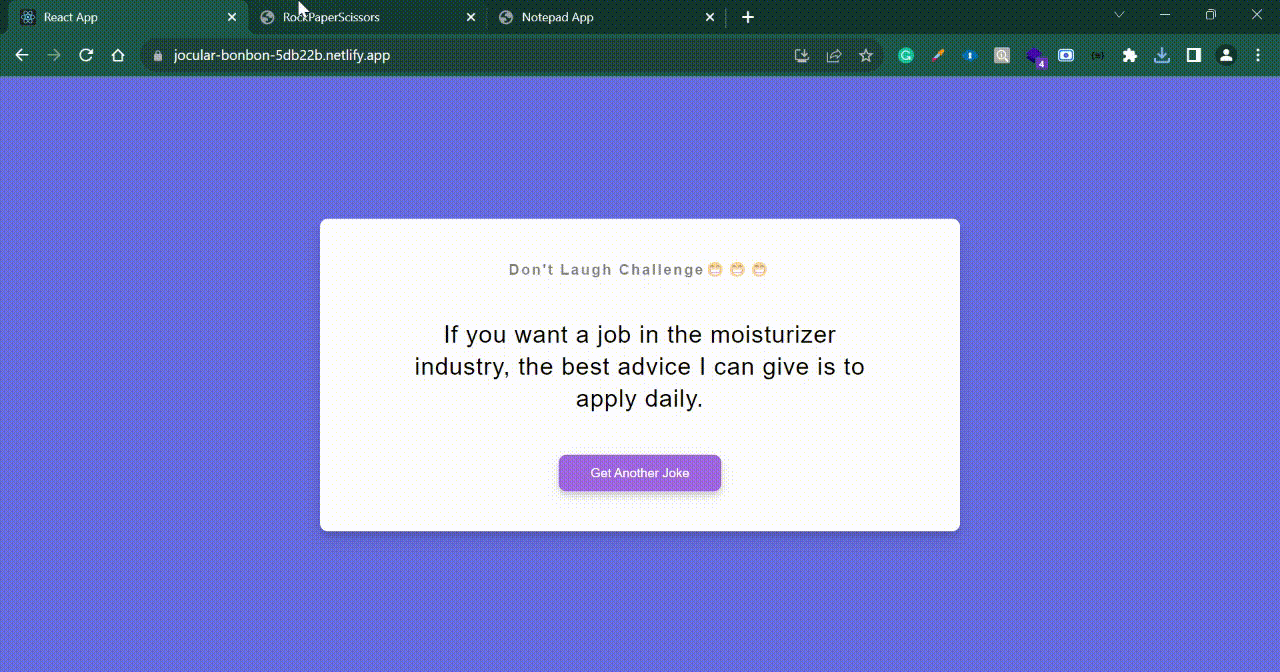 React App
RockPaperScissors
Notepad App
jocular-bonbon-5db22b.netlify.app
4
Don't Laugh Challenge😁 😁 😁
If you want a job in the moisturizer
industry, the best advice I can give is to
apply daily.
Get Another Joke